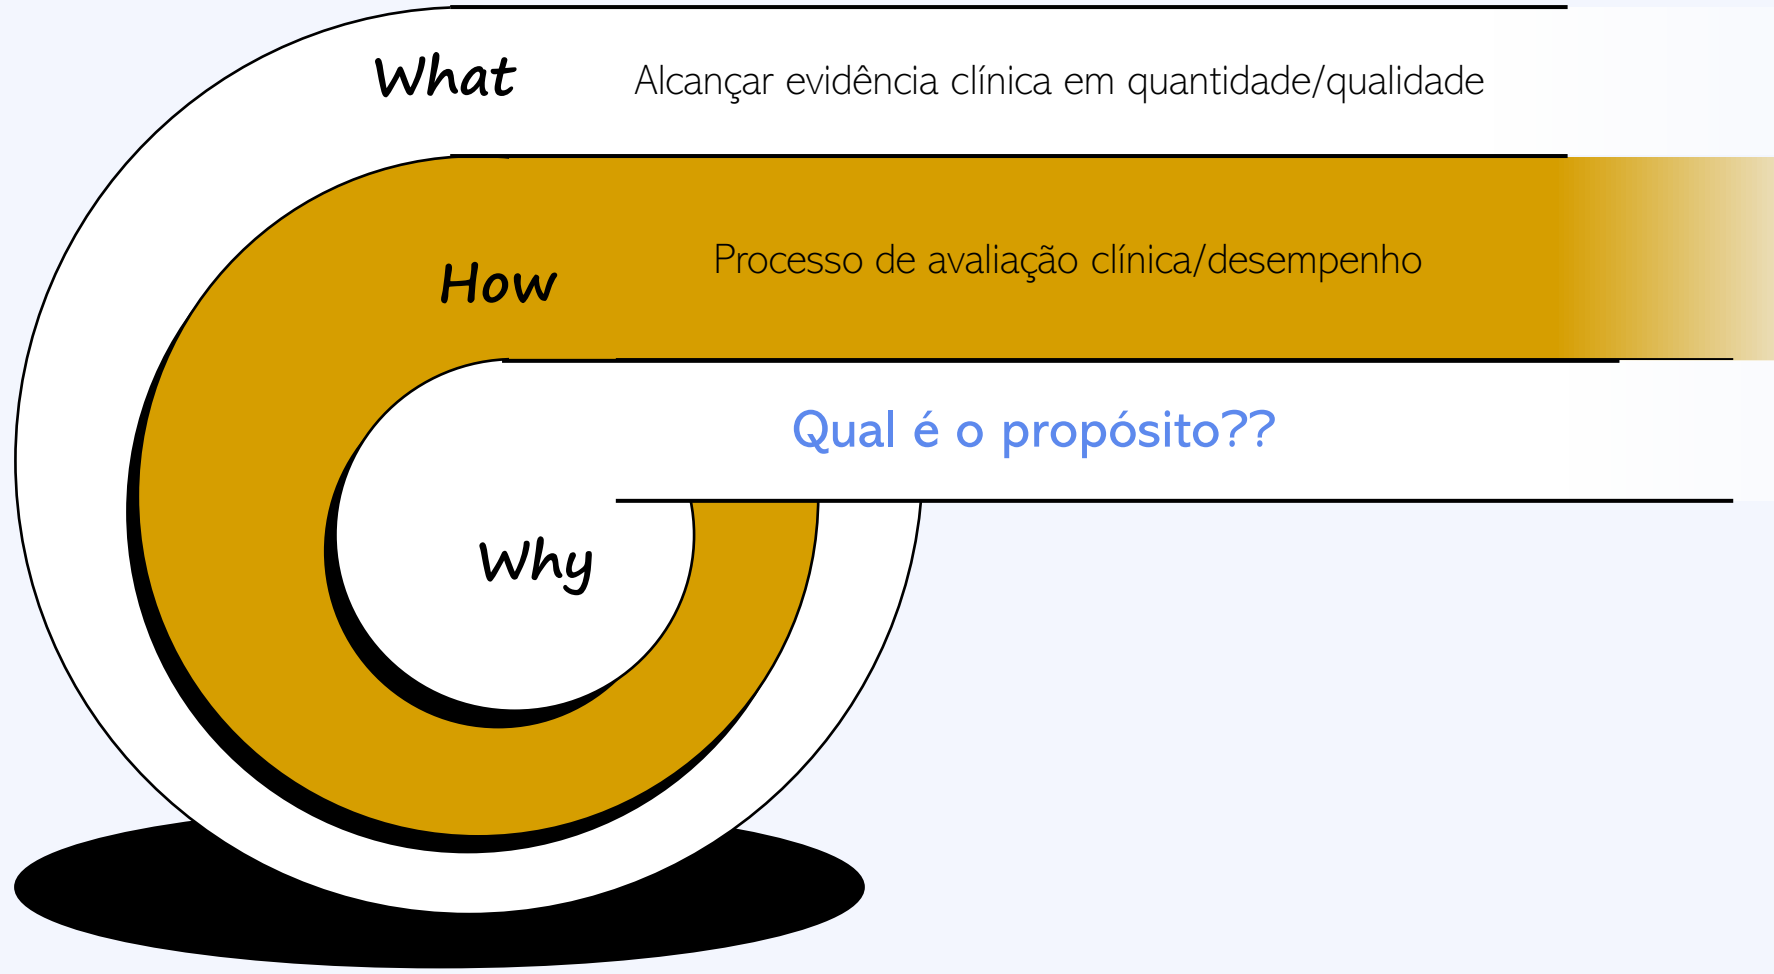 What
Alcançar evidência clínica em quantidade/qualidade
How
Processo de avaliação clínica/desempenho
Qual é o propósito??
Why